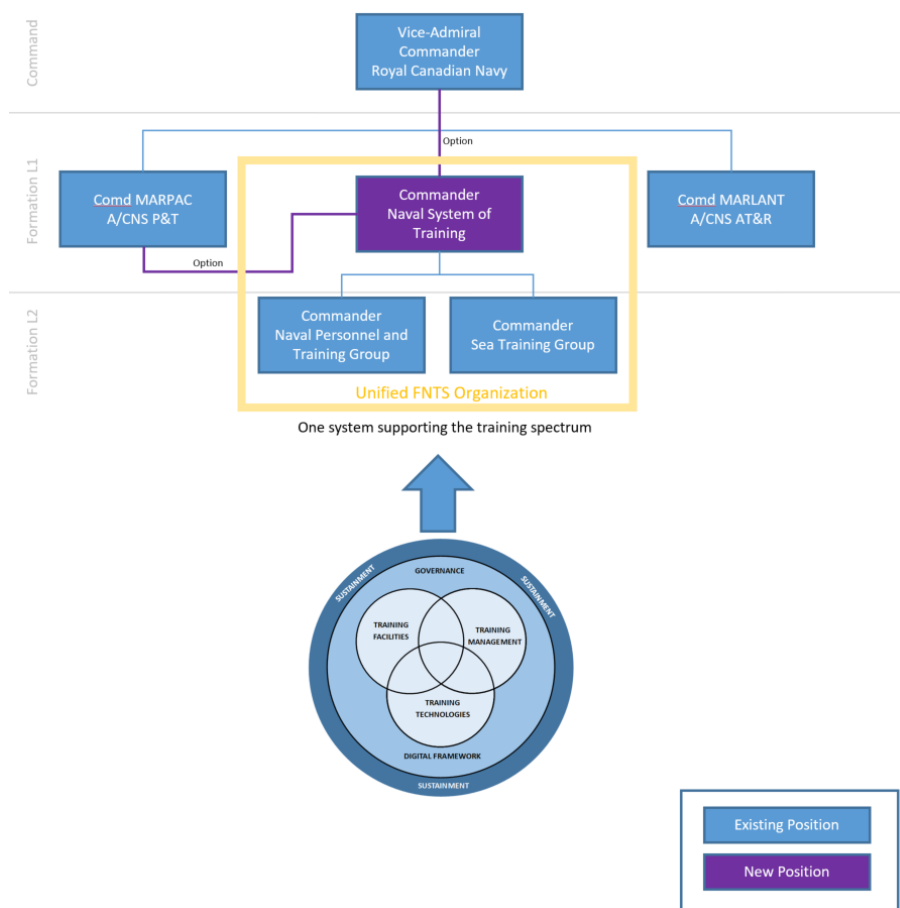 Command
Vice-Admiral
Commander
Royal Canadian Navy
Option
Formation L1
Comd MARPAC
A/CNS P&T
Commander
Naval System of
Training
Comd MARLANT
A/CNS AT&R
Option
Formation L2
Commander
Naval Personnel and
Training Group
Commander
Sea Training Group
Unified FNTS Organization
One system supporting the training spectrum
GOVERNANCE
SUSTAINMENT
SUSTAINMENT
TRAINING
FACILITIES
TRAINING
MANAGEMENT
TRAINING
TECHNOLOGIES
DIGITAL FRAMEWORK
SUSTAINMENT
Existing Position
New Position